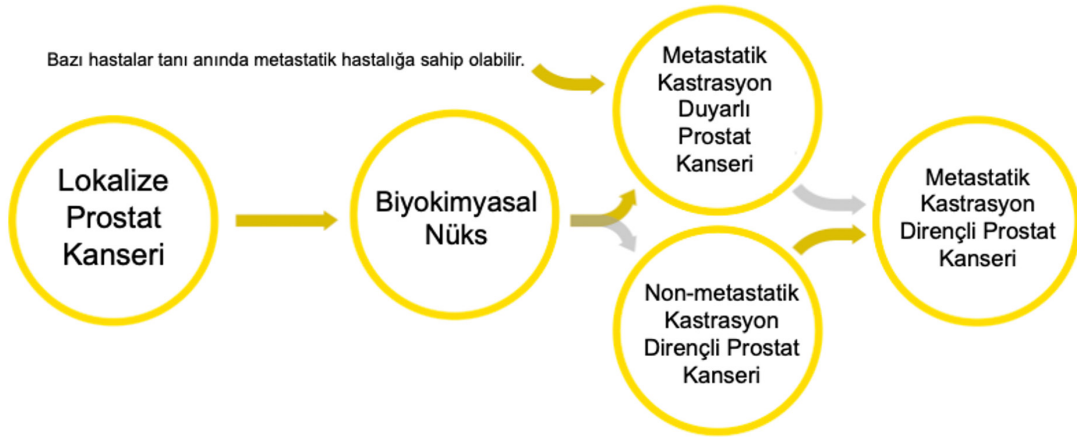 Bazı hastalar tanı anında metastatik hastalığa sahip olabilir.
Lokalize
Prostat
Kanseri
Biyokimyasal
Nüks
Metastatik
Kastrasyon
Duyarlı
Prostat
Kanseri
Non-metastatik
Kastrasyon
Dirençli Prostat
Kanseri
Metastatik
Kastrasyon
Dirençli Prostat
Kanseri